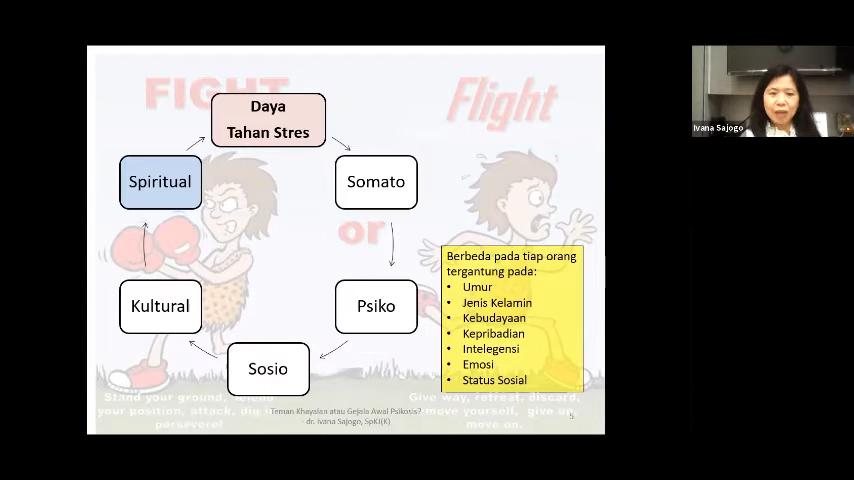 FIGHT
Flight
Daya
Tahan Stres
Spiritual
Somato
or
Berbeda pada tiap orang
tergantung pada:
• Umur
• Jenis Kelamin
• Kebudayaan
• Kepribadian
• Intelegensi
• Emosi
• Status Sosial
Kultural
Psiko
Sosio
Stand your ground, defend
your position, attack, dig in
persevere!
Give way, retreat, discard,
move yourself, give up,
move on.
Teman Khayalan atau Gejala Awal Psikosis?
- dr. Ivana Sajogo, SpKJ(K)
5
Ivana Sajogo